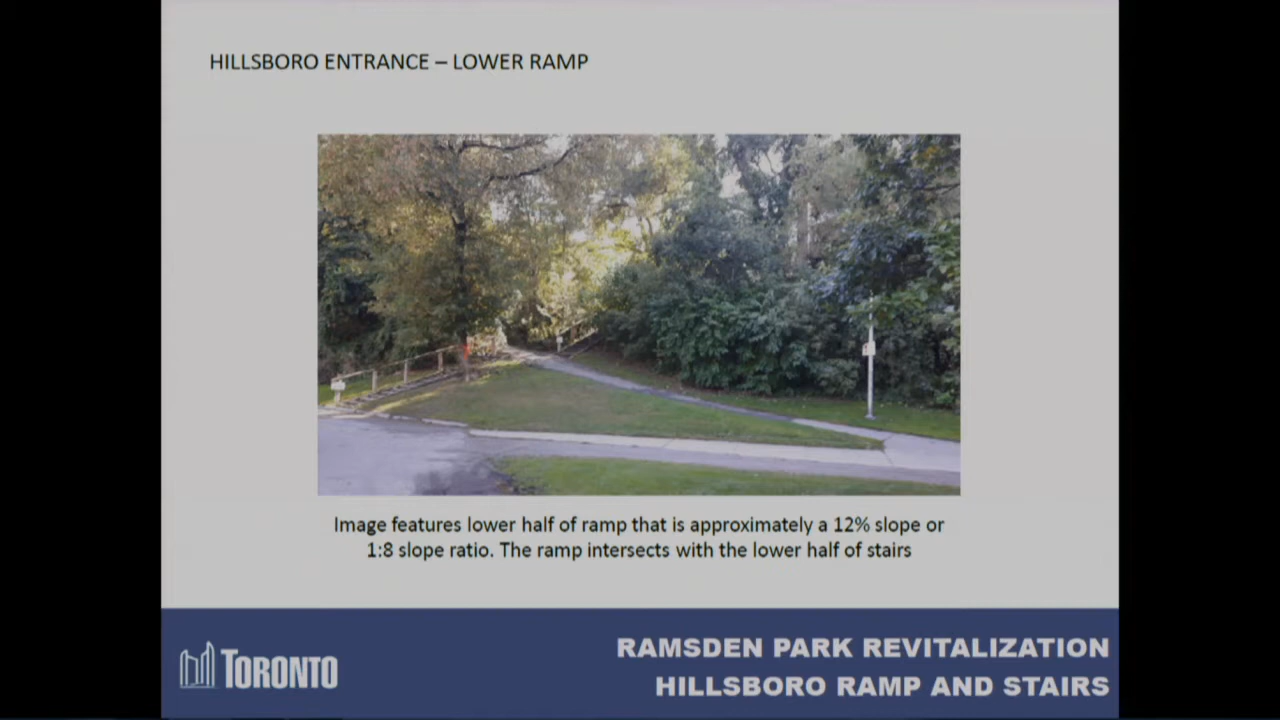 HILLSBORO ENTRANCE – LOWER RAMP
Image features lower half of ramp that is approximately a 12% slope or
1:8 slope ratio. The ramp intersects with the lower half of stairs
TORONTO
RAMSDEN PARK REVITALIZATION
HILLSBORO RAMP AND STAIRS